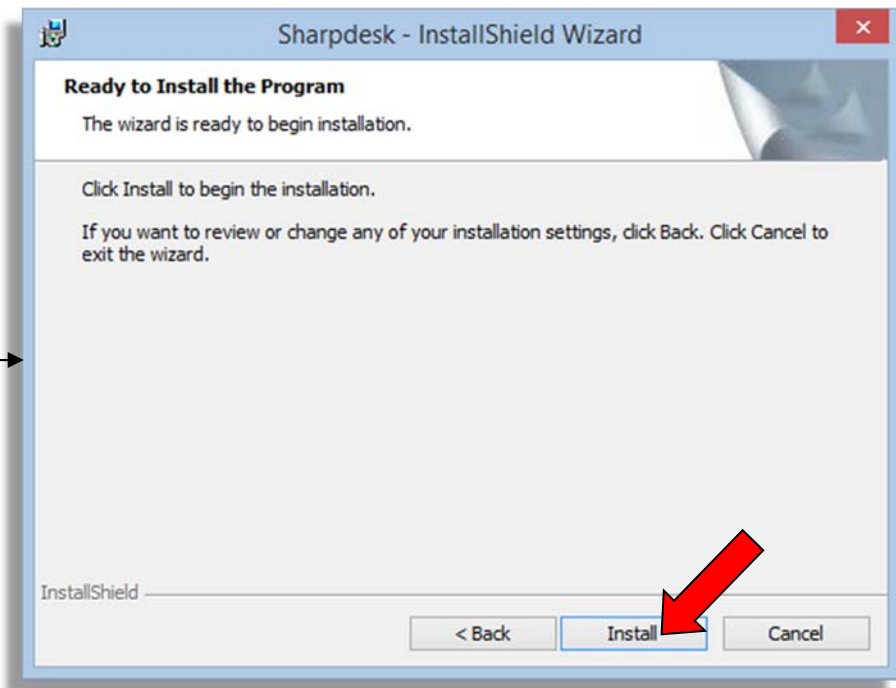 Sharpdesk - InstallShield Wizard
Ready to Install the Program
The wizard is ready to begin installation.
Click Install to begin the installation.
If you want to review or change any of your installation settings, click Back. Click Cancel to
exit the wizard.
InstallShield
< Back Install Cancel